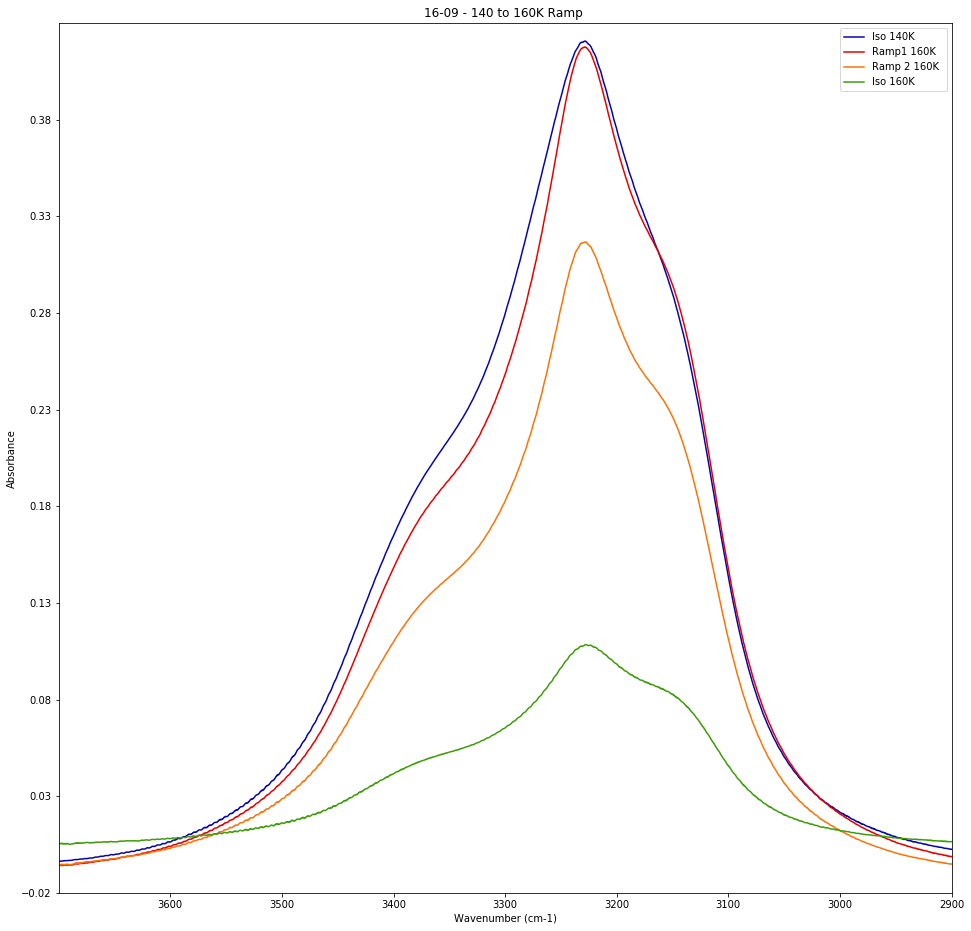 16-09 - 140 to 160K Ramp
Iso 140K
Ramp1 160K
Ramp 2 160K
Iso 160K
0.38
0.33
0.28
0.23
0.18
0.13
0.08
0.03
−0.02
Absorbance
3600 3500 3400 3300 3200 3100 3000 2900
Wavenumber (cm-1)